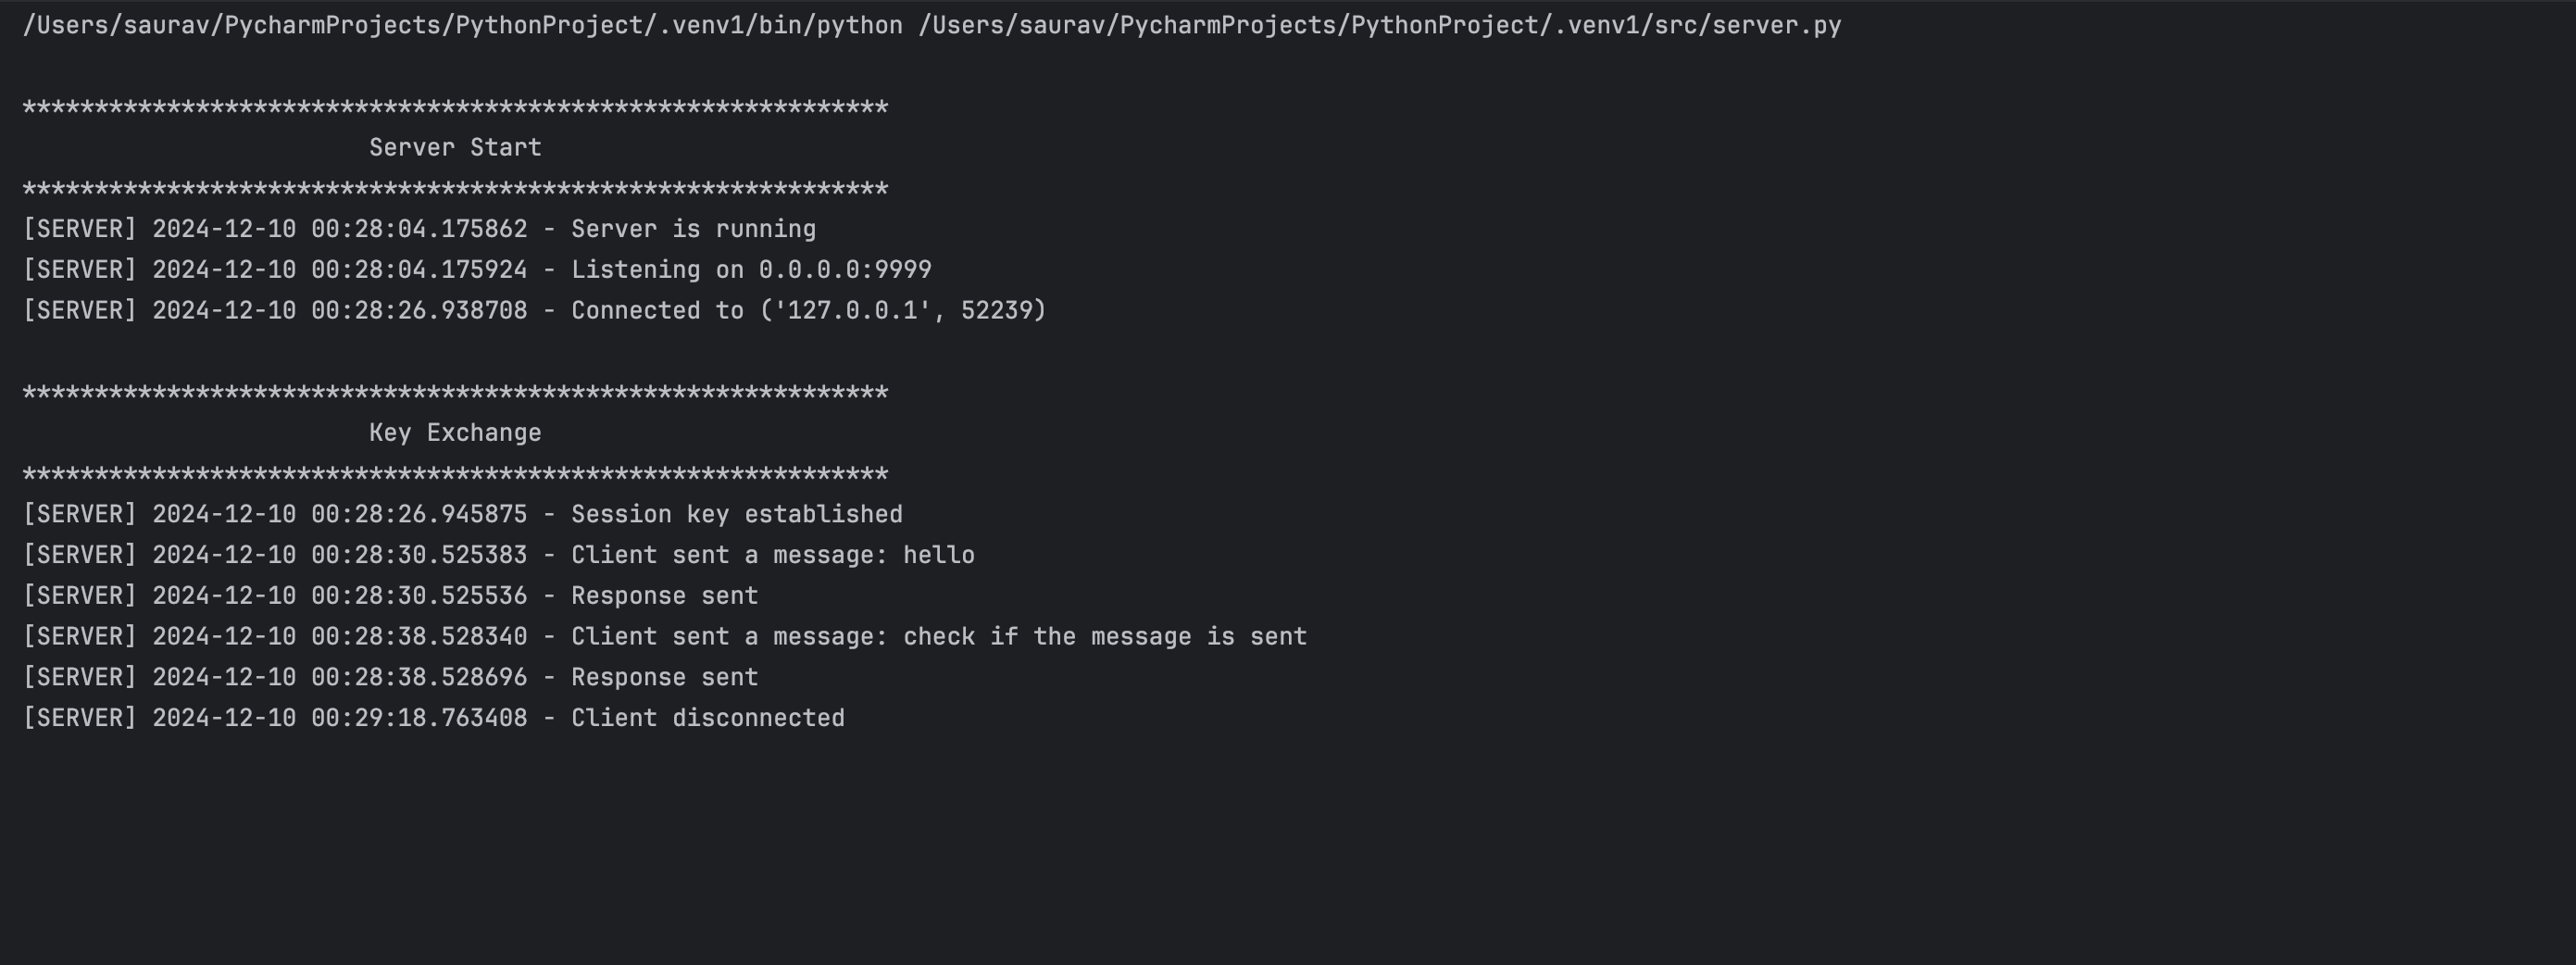 /Users/saurav/PycharmProjects/PythonProject/.venv1/bin/python /Users/saurav/PycharmProjects/PythonProject/.venv1/src/server.py
************************************************************
Server Start
************************************************************
[SERVER] 2024-12-10 00:28:04.175862 - Server is running
[SERVER] 2024-12-10 00:28:04.175924 - Listening on 0.0.0.0:9999
[SERVER] 2024-12-10 00:28:26.938708 - Connected to ('127.0.0.1', 52239)
************************************************************
Key Exchange
************************************************************
[SERVER] 2024-12-10 00:28:26.945875 - Session key established
[SERVER] 2024-12-10 00:28:30.525383 - Client sent a message: hello
[SERVER] 2024-12-10 00:28:30.525536 - Response sent
[SERVER] 2024-12-10 00:28:38.528340 - Client sent a message: check if the message is sent
[SERVER] 2024-12-10 00:28:38.528696 - Response sent
[SERVER] 2024-12-10 00:29:18.763408 - Client disconnected